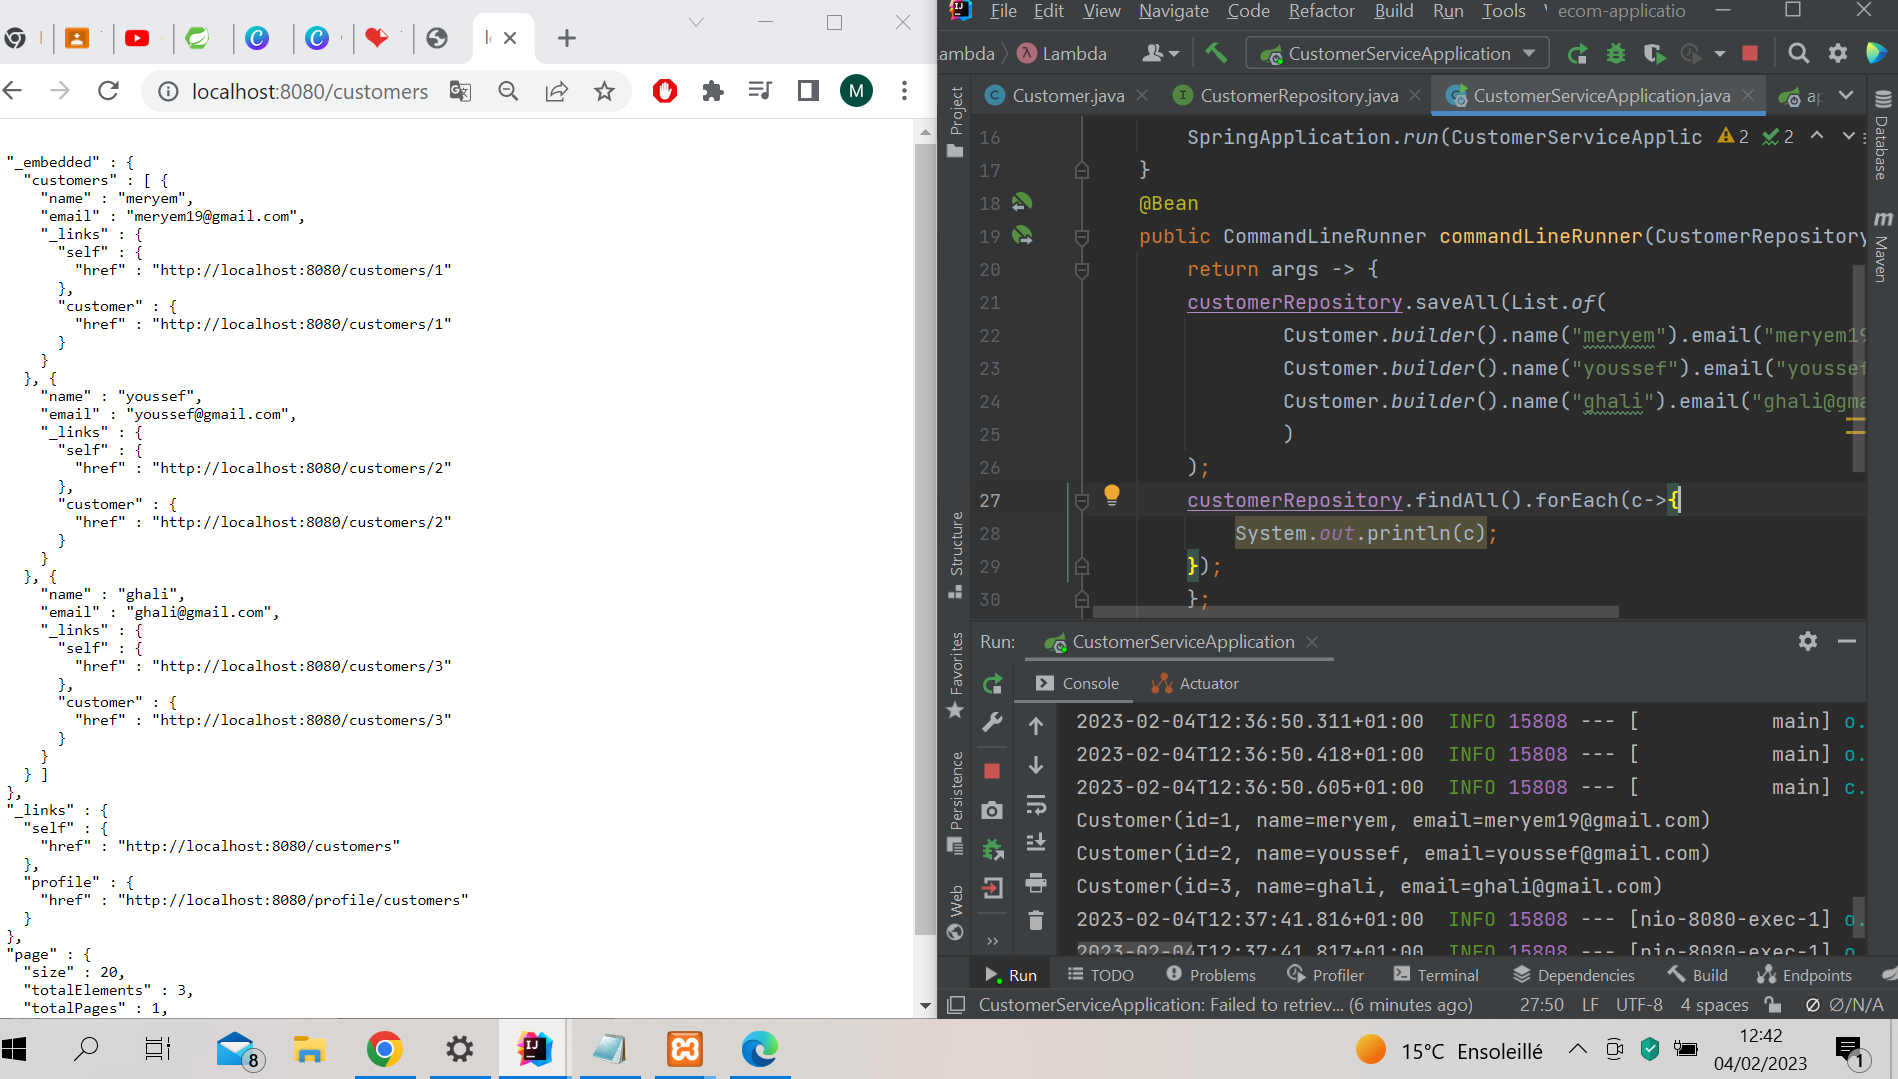 localhost:8080/customers
M
"_embedded" : {
"customers" : [ {
"name" : "meryem",
"email" : "meryem19@gmail.com",
"_links" : {
"self" : {
"href" : "http://localhost:8080/customers/1"
},
"customer" : {
"href" : "http://localhost:8080/customers/1"
}
}
}, {
"name" : "youssef",
"email" : "youssef@gmail.com",
"_links" : {
"self" : {
"href" : "http://localhost:8080/customers/2"
},
"customer" : {
"href" : "http://localhost:8080/customers/2"
}
}
}, {
"name" : "ghali",
"email" : "ghali@gmail.com",
"_links" : {
"self" : {
"href" : "http://localhost:8080/customers/3"
},
"customer" : {
"href" : "http://localhost:8080/customers/3"
}
}
} ]
},
"_links" : {
"self" : {
"href" : "http://localhost:8080/customers"
},
"profile" : {
"href" : "http://localhost:8080/profile/customers"
}
},
"page" : {
"size" : 20,
"totalElements" : 3,
"totalPages" : 1,
File Edit View Navigate Code Refactor Build Run Tools ecom-applicatio
ambda Lambda CustomerServiceApplication
Customer.java CustomerRepository.java CustomerServiceApplication.java ap
16 SpringApplication.run(CustomerServiceApplic 2 2
17 }
18 @Bean
19 public CommandLineRunner commandLineRunner(CustomerRepository
20 return args -> {
21 customerRepository.saveAll(List.of(
22 Customer.builder().name("meryem").email("meryem19
23 Customer.builder().name("youssef").email("youssef
24 Customer.builder().name("ghali").email("ghali@gma
25 )
26 );
27 customerRepository.findAll().forEach(c->{
28 System.out.println(c);
29 });
30 };
Project
Structure
Favorites
Persistence
Web
Database
Maven
Run: CustomerServiceApplication
Console Actuator
2023-02-04T12:36:50.311+01:00 INFO 15808 --- [ main] o.
2023-02-04T12:36:50.418+01:00 INFO 15808 --- [ main] o.
2023-02-04T12:36:50.605+01:00 INFO 15808 --- [ main] c.
Customer(id=1, name=meryem, email=meryem19@gmail.com)
Customer(id=2, name=youssef, email=youssef@gmail.com)
Customer(id=3, name=ghali, email=ghali@gmail.com)
2023-02-04T12:37:41.816+01:00 INFO 15808 --- [nio-8080-exec-1] o.
2023-02-04T12:37:41.817+01:00 INFO 15808 --- [nio-8080-exec-1] o.
Run TODO Problems Profiler Terminal Dependencies Build Endpoints
CustomerServiceApplication: Failed to retriev... (6 minutes ago) 27:50 LF UTF-8 4 spaces Ø/N/A
8 15°C Ensoleillé 12:42
04/02/2023 1